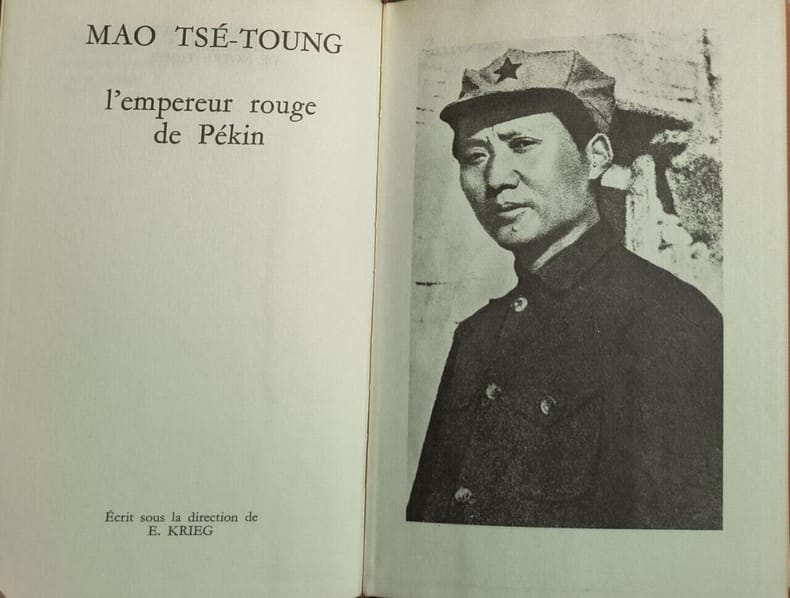 MAO TSÉ-TOUNG
l'empereur rouge
de Pékin
Écrit sous la direction de
E. KRIEG